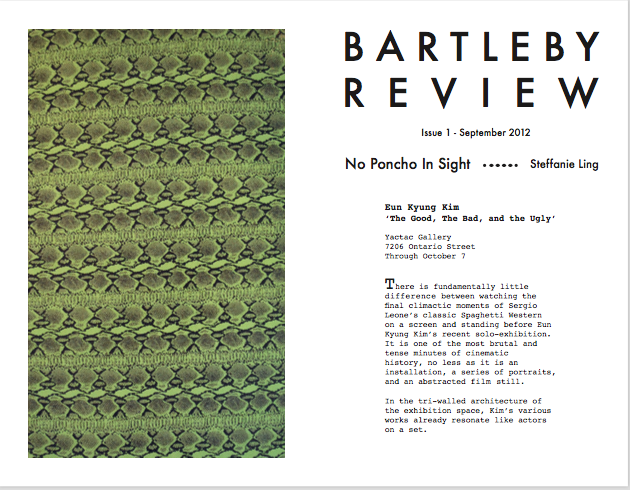 BARTLEBY
REVIEW
Issue 1 - September 2012
No Poncho In Sight •••••• Steffanie Ling
Eun Kyung Kim
‘The Good, The Bad, and the Ugly’
Yactac Gallery
7206 Ontario Street
Through October 7
There is fundamentally little
difference between watching the
final climactic moments of Sergio
Leone’s classic Spaghetti Western
on a screen and standing before Eun
Kyung Kim’s recent solo-exhibition.
It is one of the most brutal and
tense minutes of cinematic
history, no less as it is an
installation, a series of portraits,
and an abstracted film still.
In the tri-walled architecture of
the exhibition space, Kim’s various
works already resonate like actors
on a set.